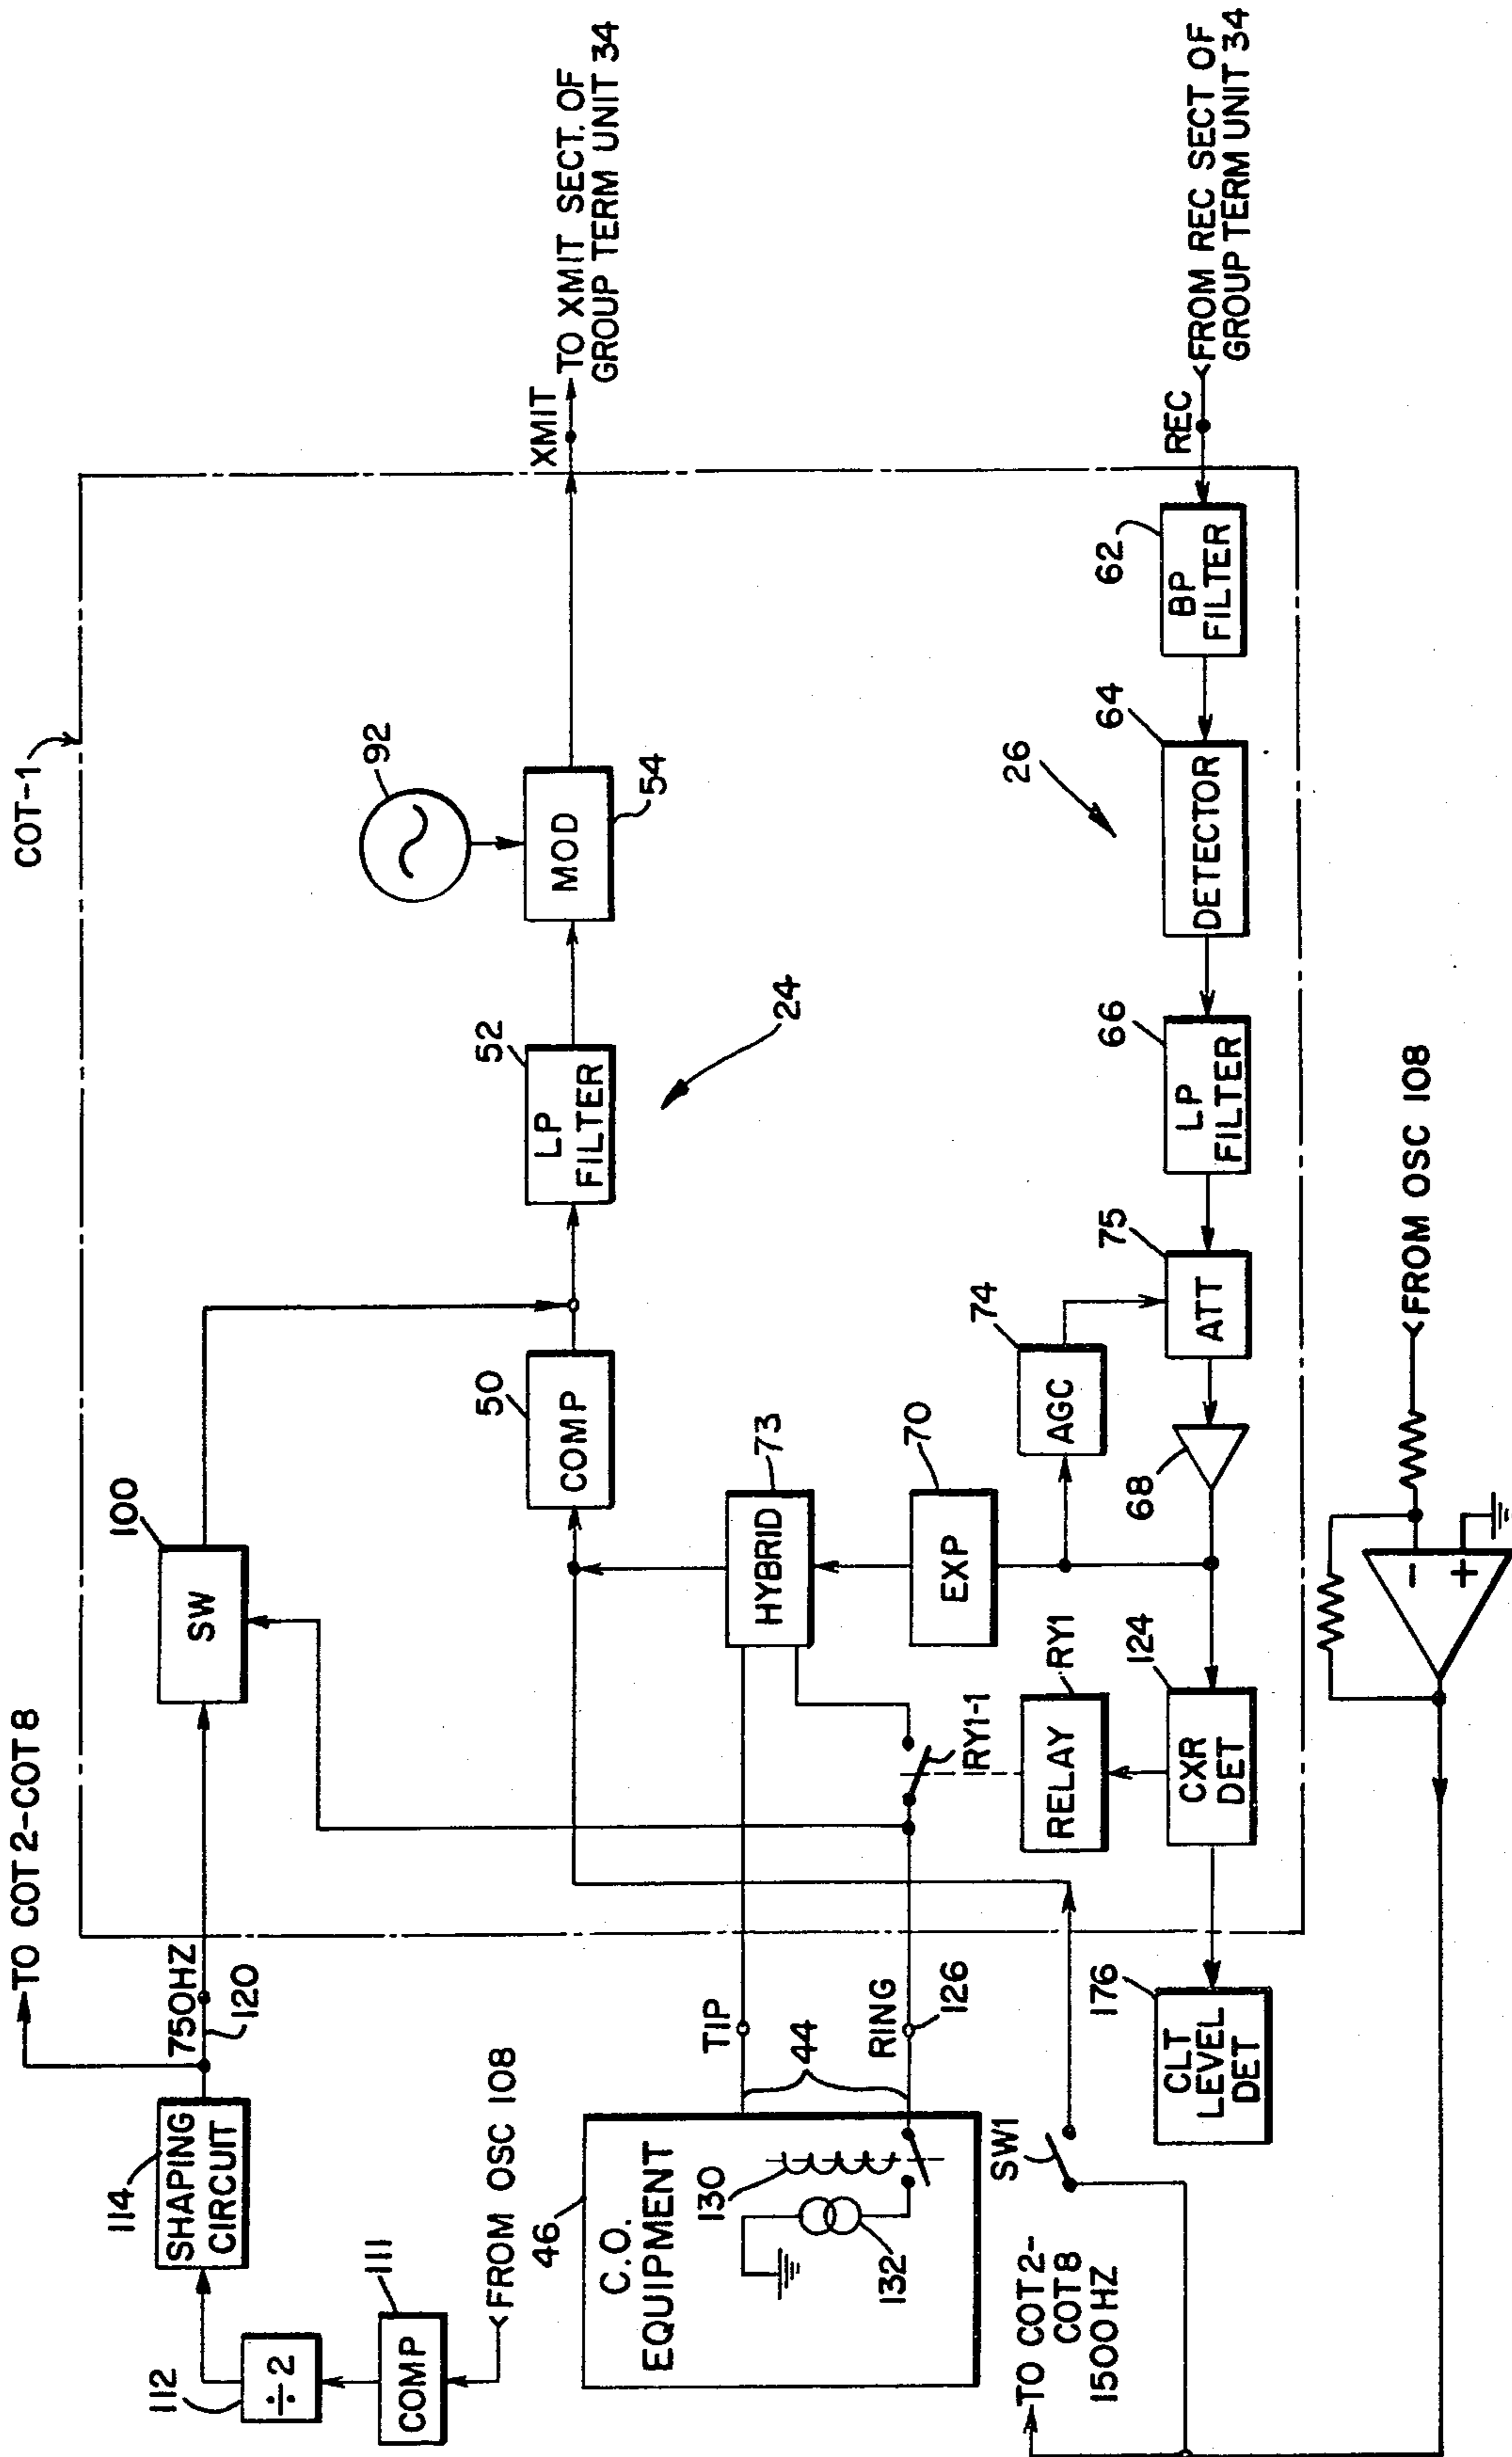 COT-1
TO COT 2-COT 8
750HZ
120
100
SW
114
SHAPING
CIRCUIT
112
÷2
111
COMP
FROM OSC 108
92
MOD
54
XMIT
TO XMIT SECT. OF
GROUP TERM UNIT 34
52
LP
FILTER
24
50
COMP
46
C.O.
EQUIPMENT
130
132
TIP
44
RING
126
73
HYBRID
70
EXP
74
AGC
RY1-1
RY1
RELAY
124
CXR
DET
68
75
ATT
66
LP
FILTER
26
64
DETECTOR
62
BP
FILTER
REC
FROM REC SECT OF
GROUP TERM UNIT 34
SW1
176
CLT
LEVEL
DET
TO COT 2-
COT 8
1500 HZ
-
+
FROM OSC 108